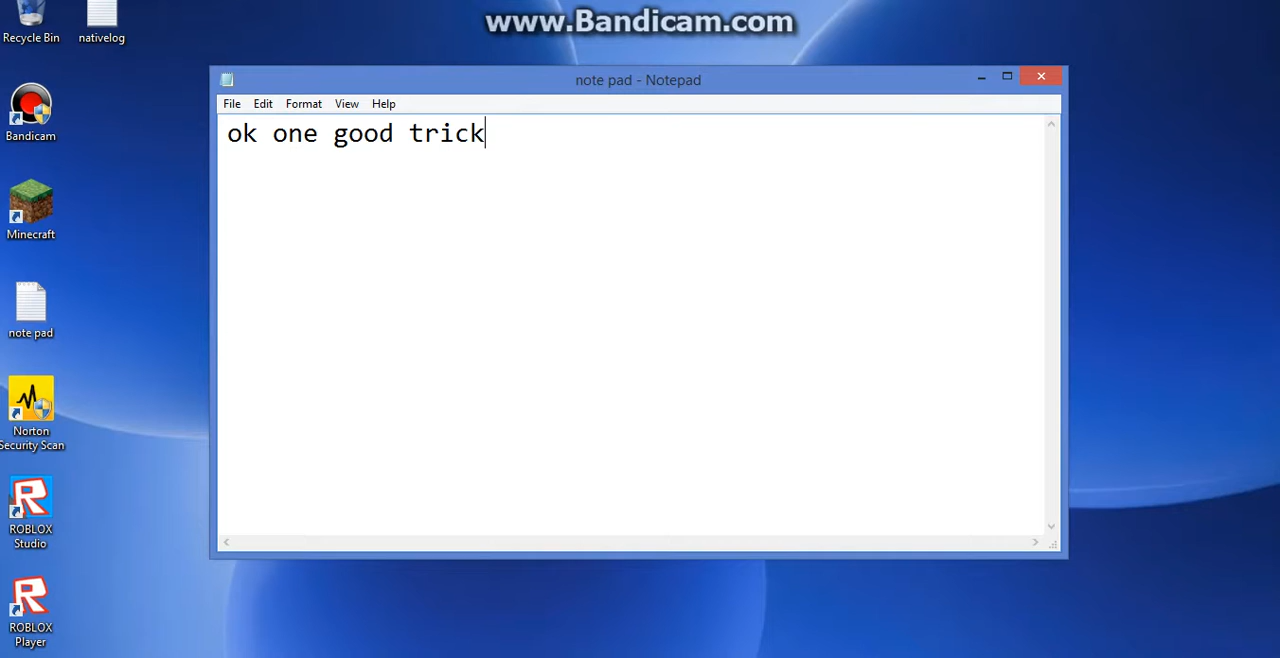 www.Bandicam.com
Recycle Bin
nativelog
note pad - Notepad
File Edit Format View Help
ok one good trick
Bandicam
Minecraft
note pad
Norton
Security Scan
ROBLOX
Studio
ROBLOX
Player